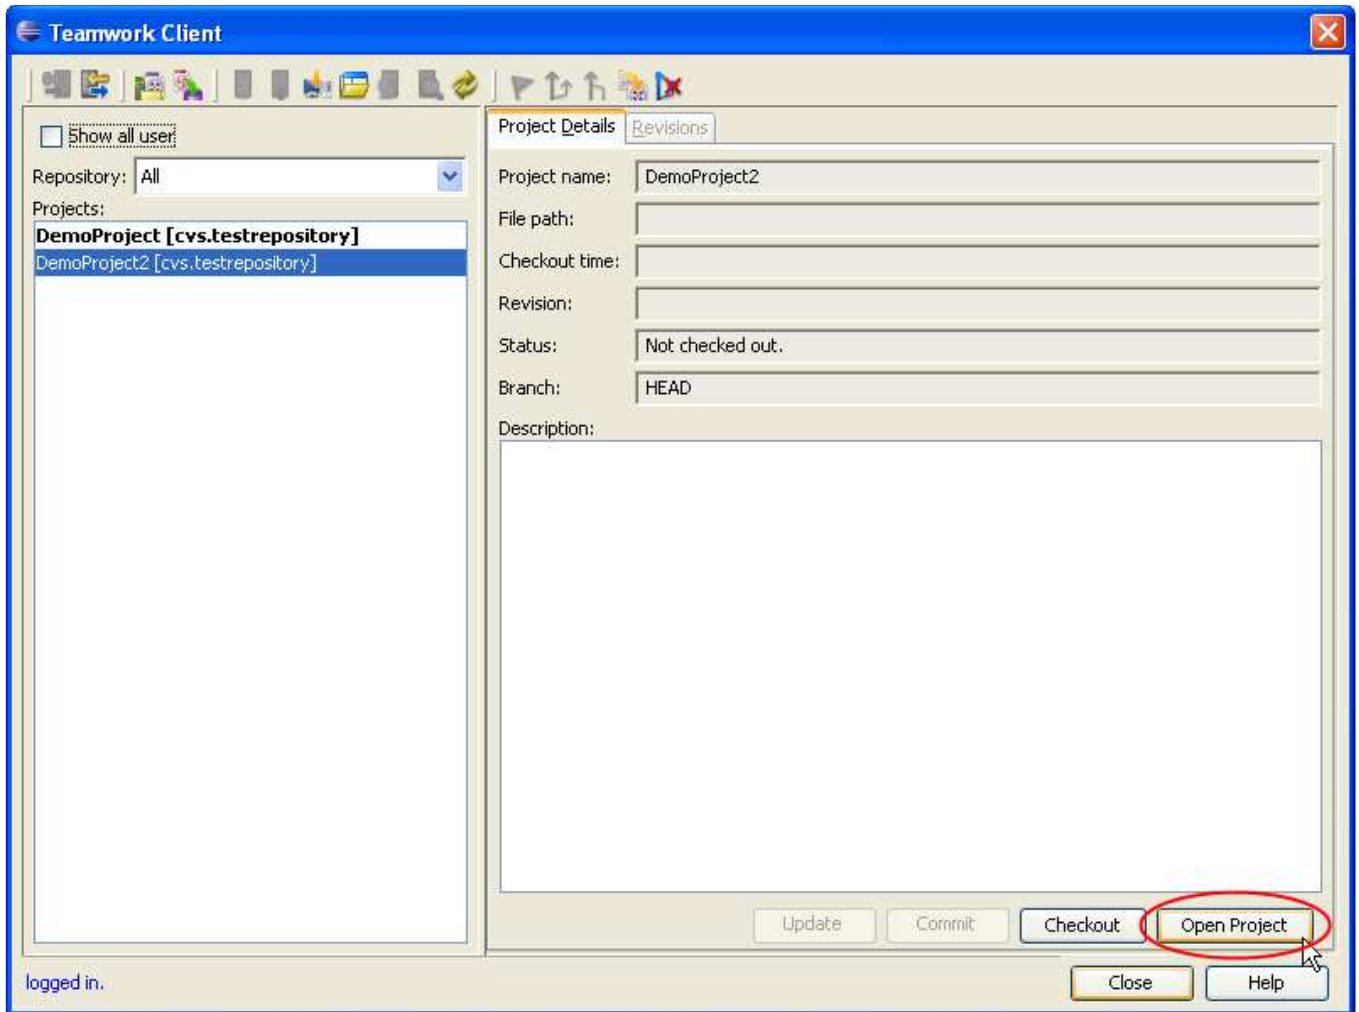 Teamwork Client
Show all user
Repository: All
Projects:
DemoProject [cvs.testrepository]
DemoProject2 [cvs.testrepository]
Project Details Revisions
Project name: DemoProject2
File path:
Checkout time:
Revision:
Status: Not checked out.
Branch: HEAD
Description:
Update Commit Checkout Open Project
logged in. Close Help